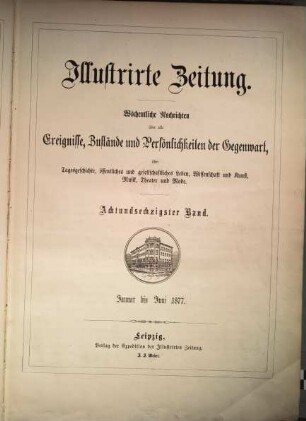 Illustrirte Zeitung.
Wöchentliche Nachrichten
über alle
Ereignisse, Zustände und Persönlichkeiten der Gegenwart,
über
Tagesgeschichte, öffentliches und gesellschaftliches Leben, Wissenschaft und Kunst,
Musik, Theater und Mode.
Achtundsechzigster Band.
Januar bis Juni 1877.
Leipzig.
Verlag der Expedition der Illustrirten Zeitung.
J. J. Weber.